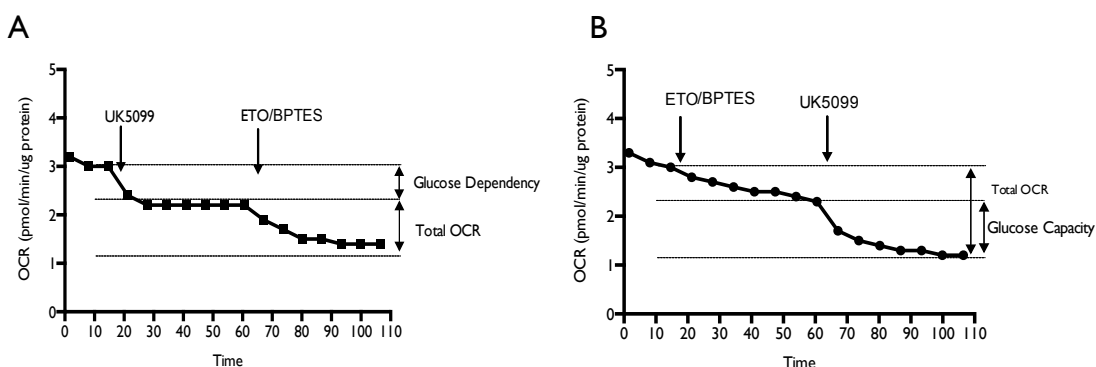 A
OCR (pmol/min/ug protein)
5
4
3
2
1
0
UK5099
ETO/BPTES
Glucose Dependency
Total OCR
0 10 20 30 40 50 60 70 80 90 100 110
Time
B
OCR (pmol/min/ug protein)
5
4
3
2
1
0
ETO/BPTES
UK5099
Total OCR
Glucose Capacity
0 10 20 30 40 50 60 70 80 90 100 110
Time